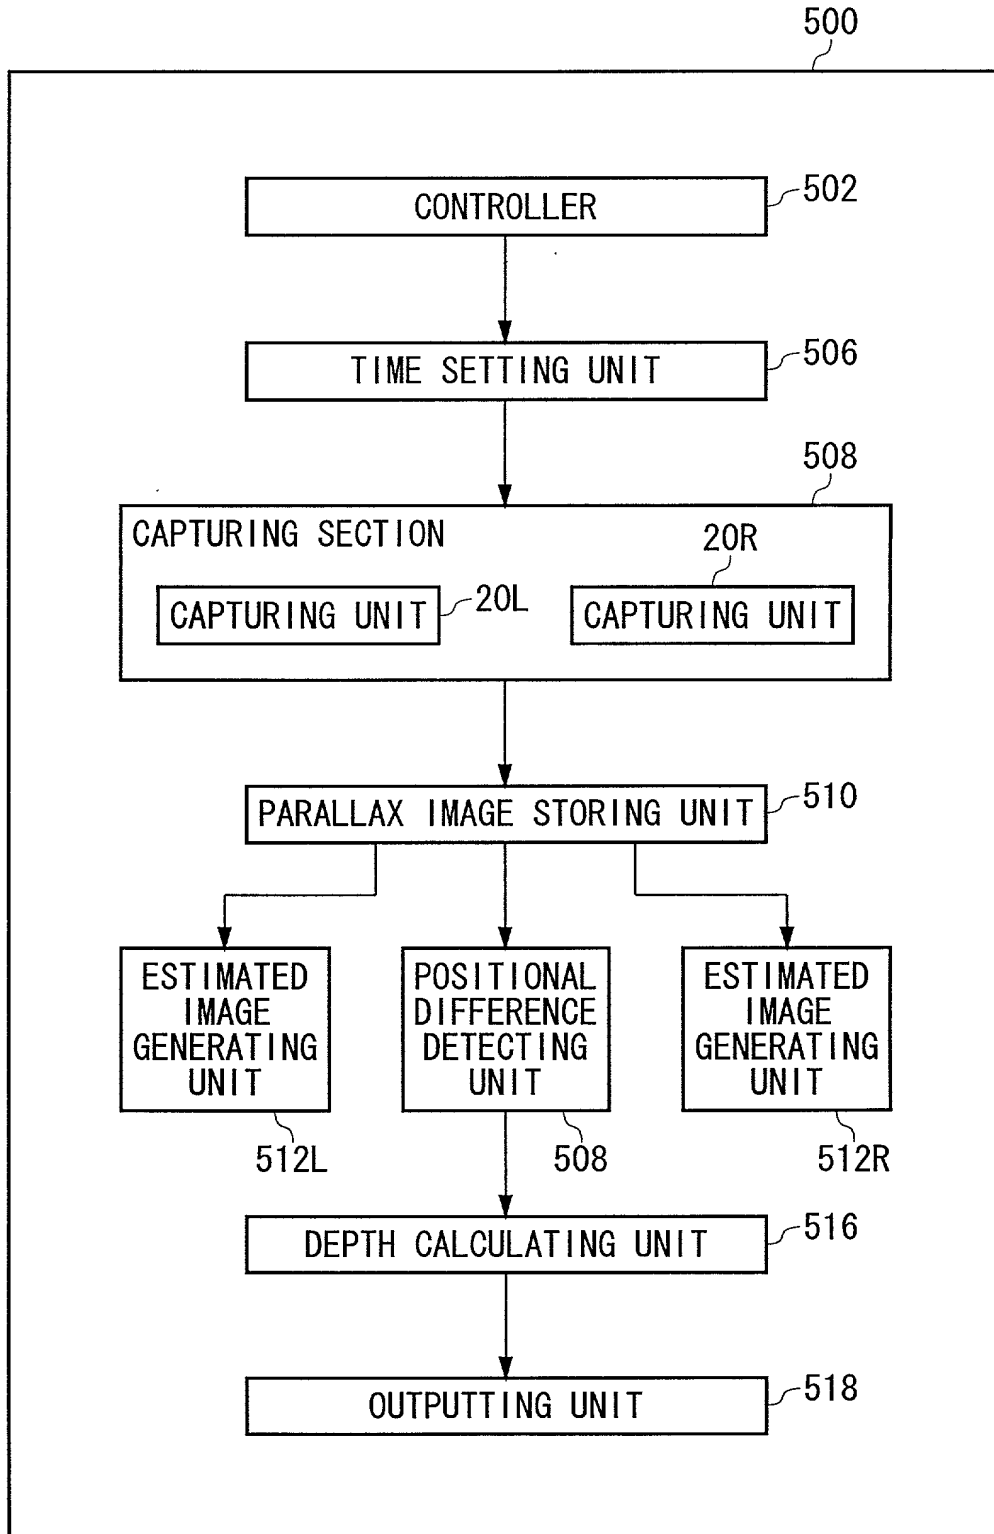 500
CONTROLLER
502
TIME SETTING UNIT
506
508
CAPTURING SECTION
20R
CAPTURING UNIT
20L
CAPTURING UNIT
PARALLAX IMAGE STORING UNIT
510
ESTIMATED
IMAGE
GENERATING
UNIT
512L
POSITIONAL
DIFFERENCE
DETECTING
UNIT
508
ESTIMATED
IMAGE
GENERATING
UNIT
512R
DEPTH CALCULATING UNIT
516
OUTPUTTING UNIT
518